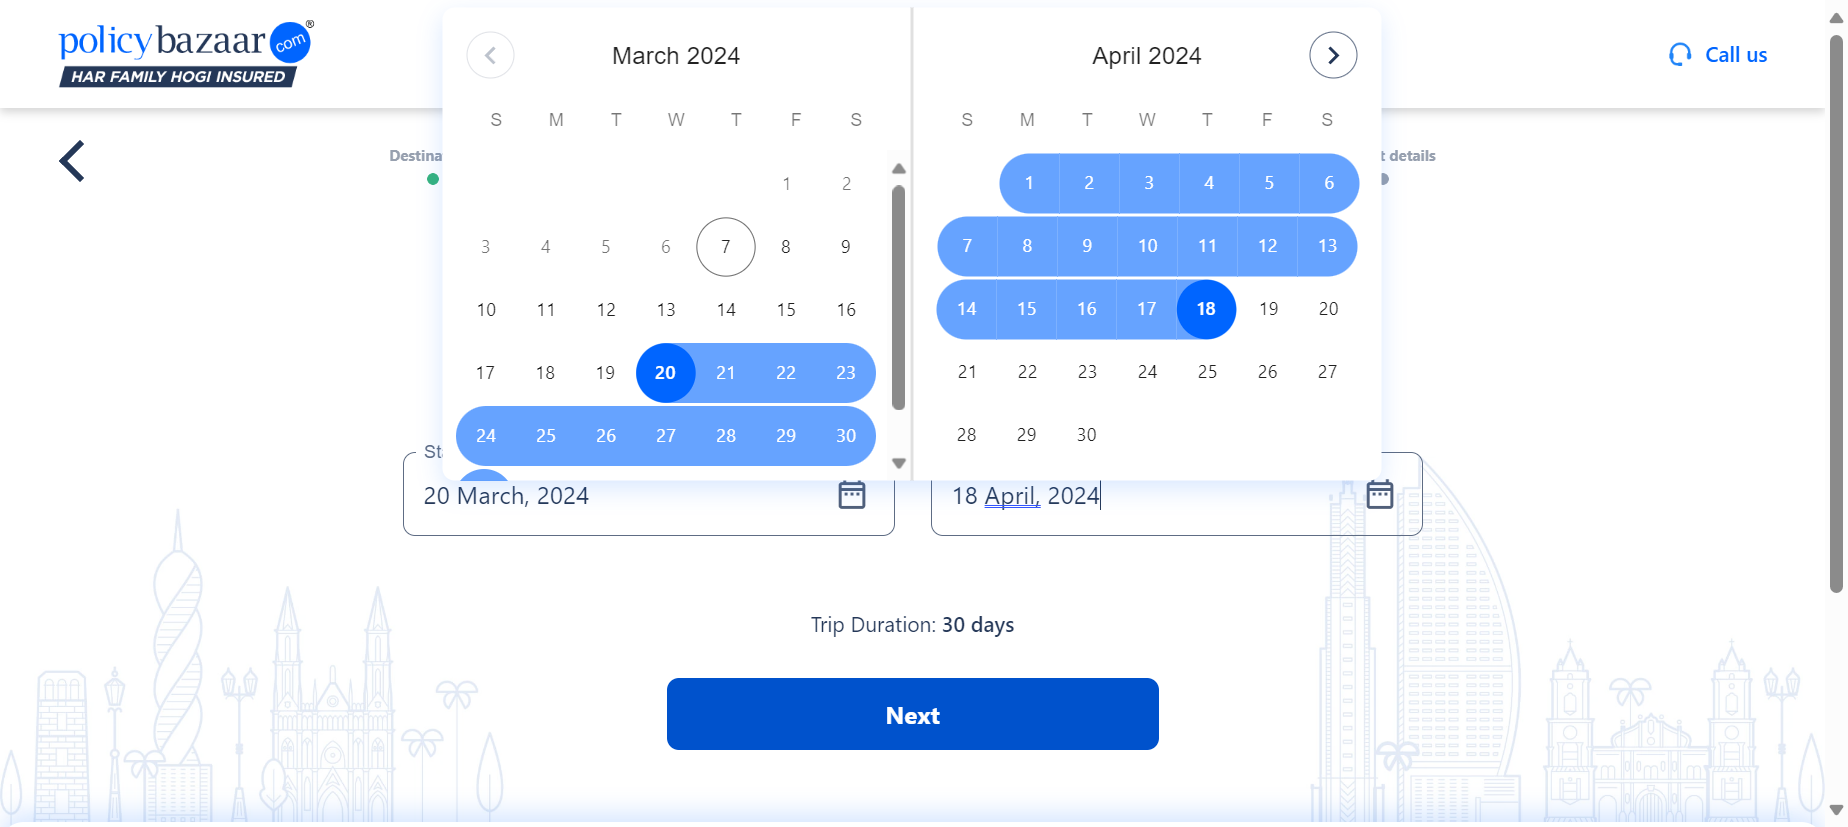 policybazaar.com®
HAR FAMILY HOGI INSURED
Call us
March 2024
S M T W T F S
1 2
3 4 5 6 7 8 9
10 11 12 13 14 15 16
17 18 19 20 21 22 23
24 25 26 27 28 29 30
April 2024
S M T W T F S
1 2 3 4 5 6
7 8 9 10 11 12 13
14 15 16 17 18 19 20
21 22 23 24 25 26 27
28 29 30
Destina
t details
St
20 March, 2024
18 April, 2024
Trip Duration: 30 days
Next